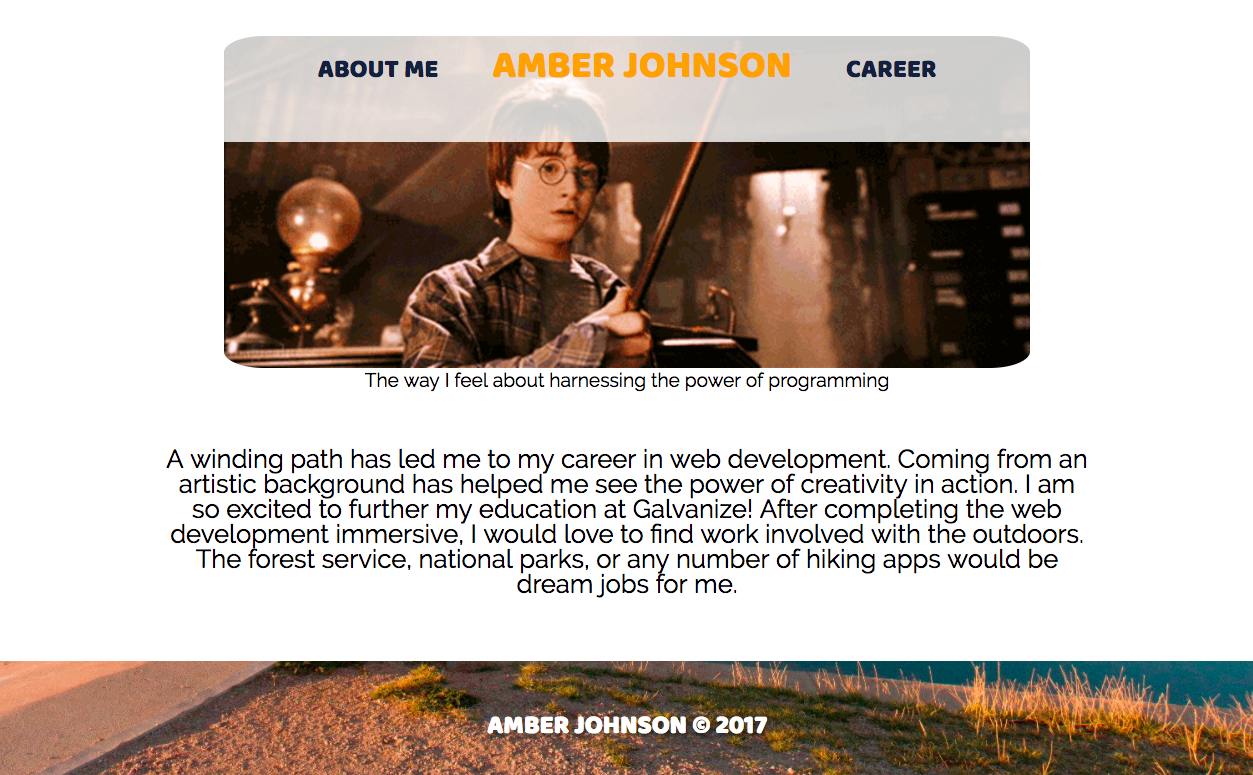 ABOUT ME AMBER JOHNSON CAREER
The way I feel about harnessing the power of programming
A winding path has led me to my career in web development. Coming from an
artistic background has helped me see the power of creativity in action. I am
so excited to further my education at Galvanize! After completing the web
development immersive, I would love to find work involved with the outdoors.
The forest service, national parks, or any number of hiking apps would be
dream jobs for me.
AMBER JOHNSON © 2017